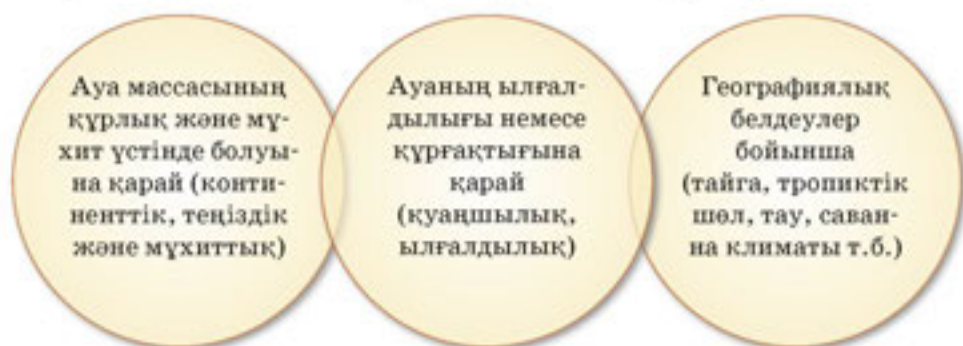 Ауа массасының
құрлық және мұ-
хит үстінде болуы-
на қарай (конти-
ненттік, теңіздік
және мұхиттық)
Ауаның ылғал-
дылығы немесе
құрғақтығына
қарай
(қуаңшылық,
ылғалдылық)
Географиялық
белдеулер
бойынша
(тайга, тропиктік
шөл, тау, саван-
на климаты т.б.)